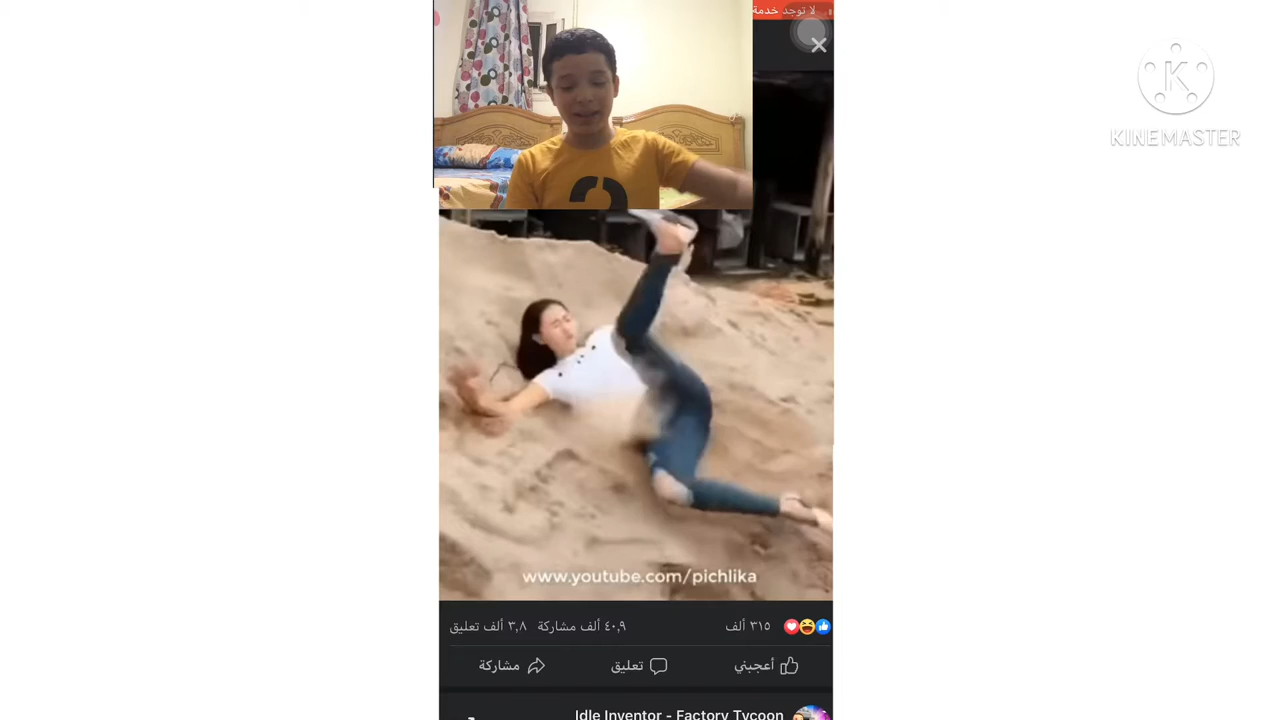 لا توجد خدمة
K
KINEMASTER
2
www.youtube.com/pichlika
٣١٥ ألف
٤٠,٩ ألف مشاركة
٣,٨ ألف تعليق
أعجبني
تعليق
مشاركة
Idle Inventor - Factory Tycoon